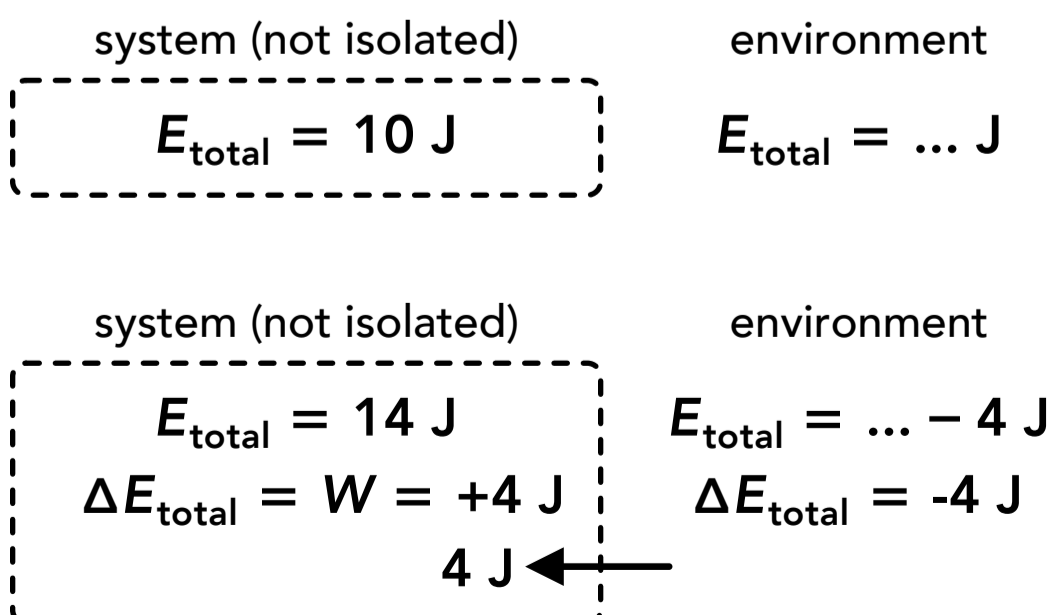 system (not isolated)
environment
E_total = 10 J
E_total = ... J
system (not isolated)
environment
E_total = 14 J
E_total = ... – 4 J
ΔE_total = W = +4 J
ΔE_total = -4 J
4 J